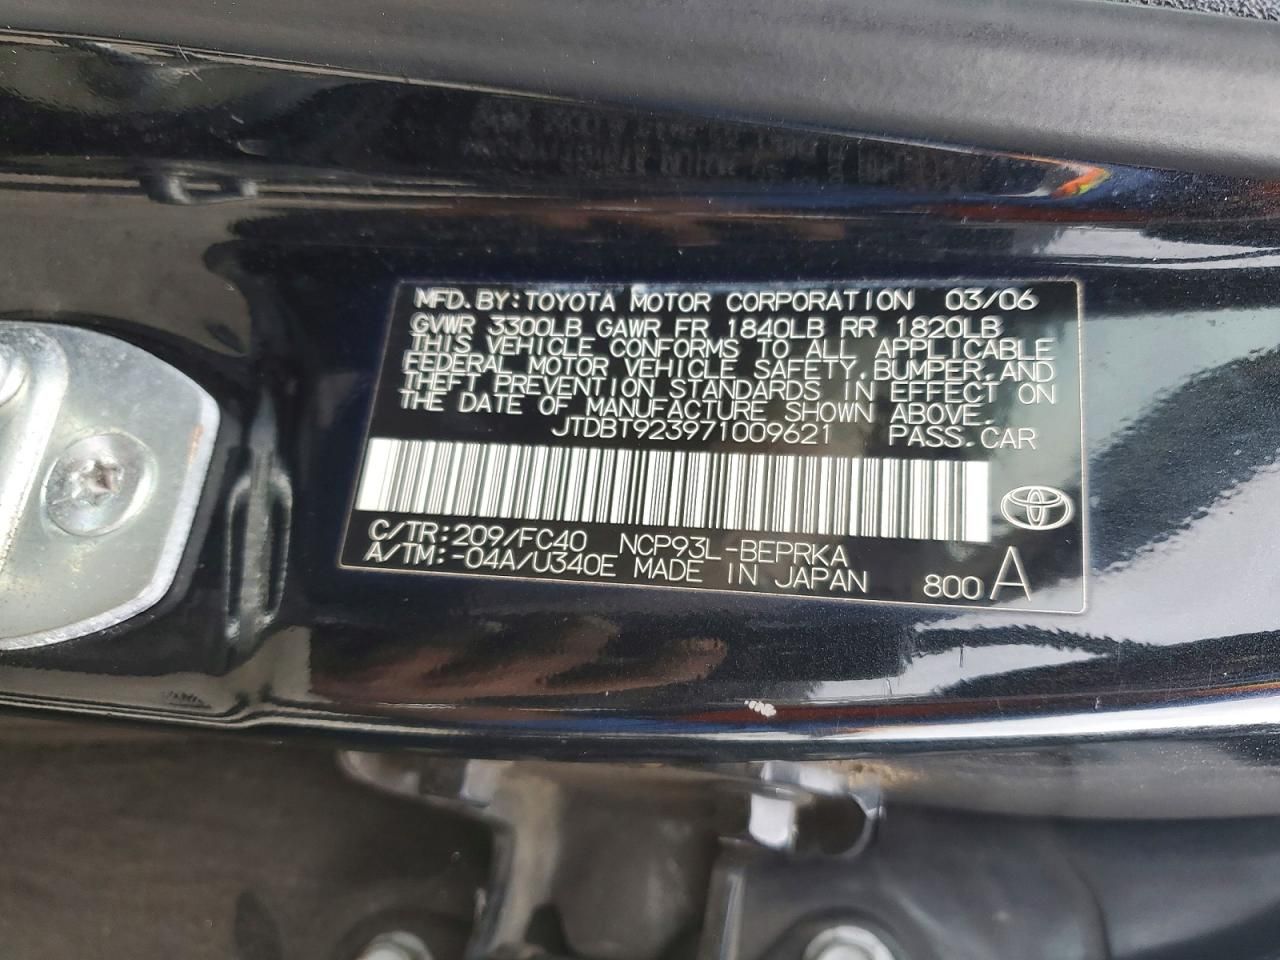 MFD. BY: TOYOTA MOTOR CORPORATION 03/06
GVWR 3300LB GAWR FR 1840LB RR 1820LB
THIS VEHICLE CONFORMS TO ALL APPLICABLE
FEDERAL MOTOR VEHICLE SAFETY, BUMPER, AND
THEFT PREVENTION STANDARDS IN EFFECT ON
THE DATE OF MANUFACTURE SHOWN ABOVE.
JTDBT923971009621 PASS. CAR
C/TR: 209/FC40 NCP93L-BEPRKA
A/TM: -04A/U340E MADE IN JAPAN 800 A